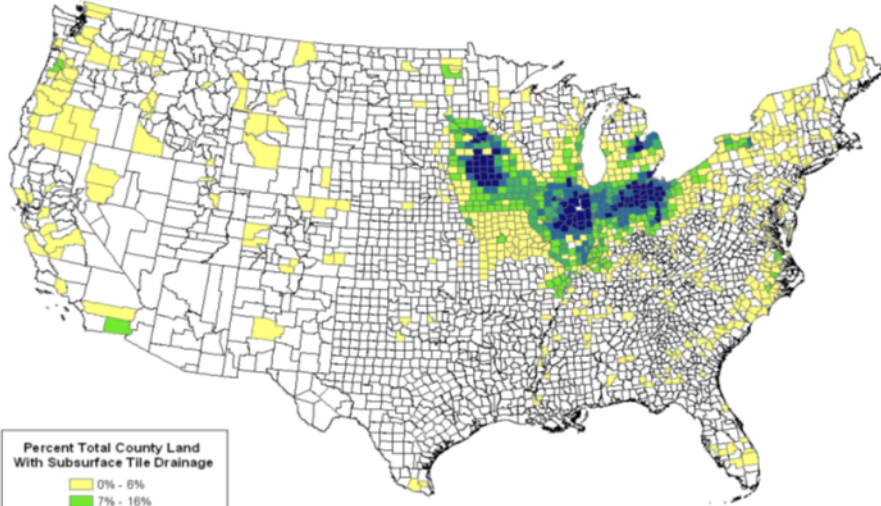 Percent Total County Land
With Subsurface Tile Drainage
0% - 6%
7% - 16%